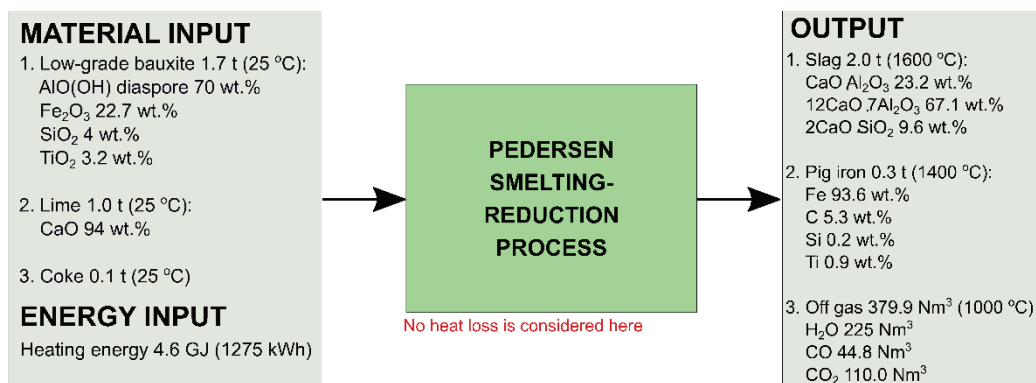 MATERIAL INPUT
1. Low-grade bauxite 1.7 t (25 °C):
AlO(OH) diaspore 70 wt.%
Fe₂O₃ 22.7 wt.%
SiO₂ 4 wt.%
TiO₂ 3.2 wt.%
2. Lime 1.0 t (25 °C):
CaO 94 wt.%
3. Coke 0.1 t (25 °C)
ENERGY INPUT
Heating energy 4.6 GJ (1275 kWh)
PEDERSEN
SMELTING-
REDUCTION
PROCESS
No heat loss is considered here
OUTPUT
1. Slag 2.0 t (1600 °C):
CaO.Al₂O₃ 23.2 wt.%
12CaO.7Al₂O₃ 67.1 wt.%
2CaO.SiO₂ 9.6 wt.%
2. Pig iron 0.3 t (1400 °C):
Fe 93.6 wt.%
C 5.3 wt.%
Si 0.2 wt.%
Ti 0.9 wt.%
3. Off gas 379.9 Nm³ (1000 °C)
H₂O 225 Nm³
CO 44.8 Nm³
CO₂ 110.0 Nm³